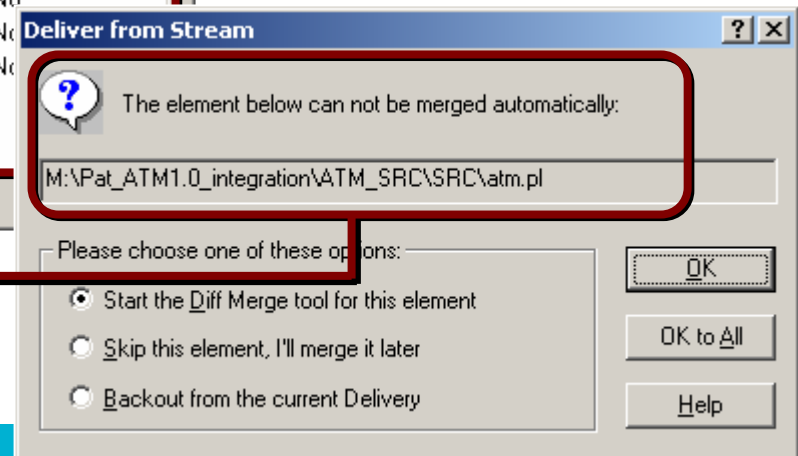 Deliver from Stream
The element below can not be merged automatically:
M:\Pat_ATM1.0_integration\ATM_SRC\SRC\atm.pl
Please choose one of these options:
Start the Diff Merge tool for this element
Skip this element, I'll merge it later
Backout from the current Delivery
OK
OK to All
Help